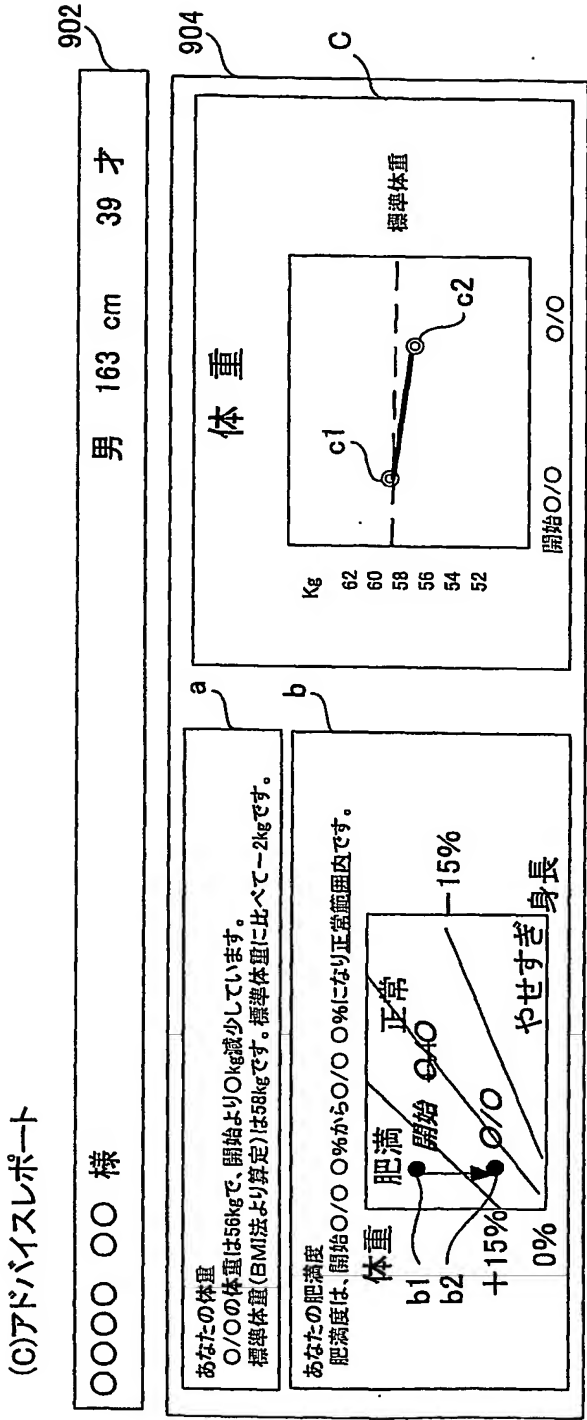 (C)アドバイスレポート
902
〇〇〇〇 〇〇 様 男 163 cm 39 才
904
a
あなたの体重
〇/〇の体重は56kgで、開始より〇kg減少しています。
標準体重(BMI法より算定)は58kgです。標準体重に比べて－2kgです。
b
あなたの肥満度
肥満度は、開始〇/〇 〇%から〇/〇 〇%になり正常範囲内です。
体重
肥満
正常
開始 〇/〇
b1
b2
〇/〇
＋15%
0%
－15%
やせすぎ
身長
C
体 重
Kg
62
60
58
56
54
52
c1
c2
標準体重
開始〇/〇 〇/〇